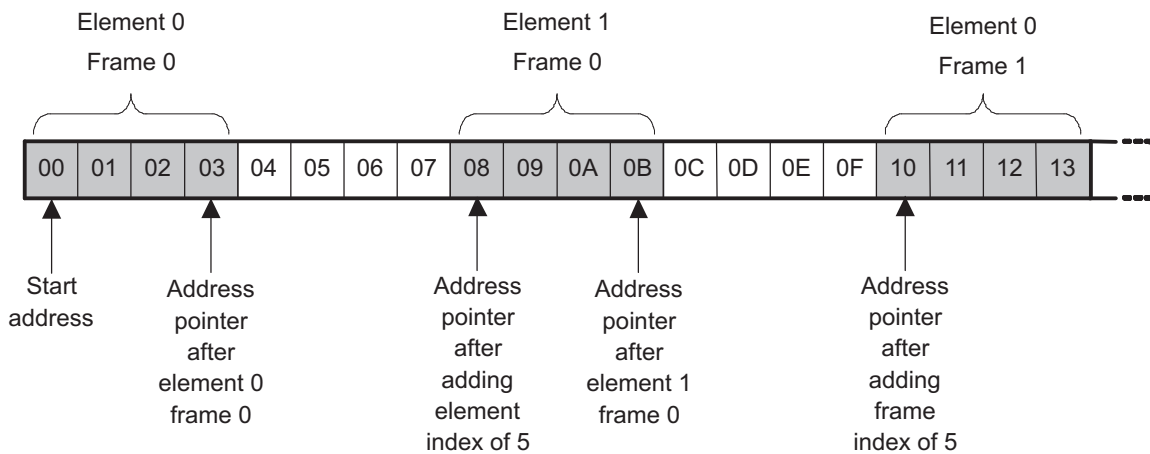 Element 0
Frame 0
Element 1
Frame 0
Element 0
Frame 1
00 01 02 03 04 05 06 07 08 09 0A 0B 0C 0D 0E 0F 10 11 12 13
Start
address
Address
pointer
after
element 0
frame 0
Address
pointer
after
adding
element
index of 5
Address
pointer
after
element 1
frame 0
Address
pointer
after
adding
frame
index of 5